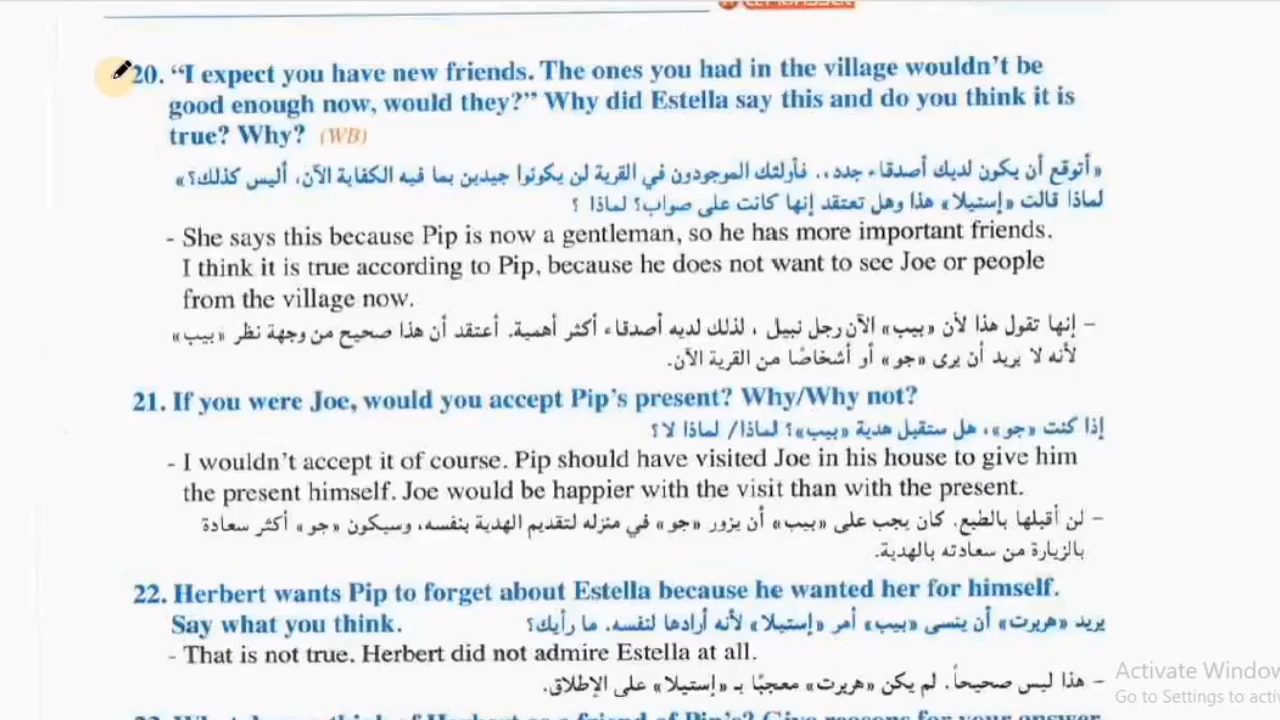 20. “I expect you have new friends. The ones you had in the village wouldn’t be
good enough now, would they?” Why did Estella say this and do you think it is
true? Why? (WB)
«أتوقع أن يكون لديك أصدقاء جدد،.. فأولئك الموجودون في القرية لن يكونوا جيدين بما فيه الكفاية الآن، أليس كذلك؟»
لماذا قالت «إستيلا» هذا وهل تعتقد إنها كانت على صواب؟ لماذا ؟
- She says this because Pip is now a gentleman, so he has more important friends.
I think it is true according to Pip, because he does not want to see Joe or people
from the village now.
– إنها تقول هذا لأن «بيب» الآن رجل نبيل ، لذلك لديه أصدقاء أكثر أهمية. أعتقد أن هذا صحيح من وجهة نظر «بيب»
لأنه لا يريد أن يرى «جو» أو أشخاصًا من القرية الآن.
21. If you were Joe, would you accept Pip’s present? Why/Why not?
إذا كنت «جو»، هل ستقبل هدية «بيب»؟ لماذا/ لماذا لا؟
- I wouldn’t accept it of course. Pip should have visited Joe in his house to give him
the present himself. Joe would be happier with the visit than with the present.
– لن أقبلها بالطبع. كان يجب على «بيب» أن يزور «جو» في منزله لتقديم الهدية بنفسه، وسيكون «جو» أكثر سعادة
بالزيارة من سعادته بالهدية.
22. Herbert wants Pip to forget about Estella because he wanted her for himself.
Say what you think.
يريد «هربرت» أن ينسى «بيب» أمر «إستيلا» لأنه أرادها لنفسه. ما رأيك؟
- That is not true. Herbert did not admire Estella at all.
– هذا ليس صحيحاً. لم يكن «هربرت» معجبًا بـ «إستيلا» على الإطلاق.
Activate Window
Go to Settings to acti